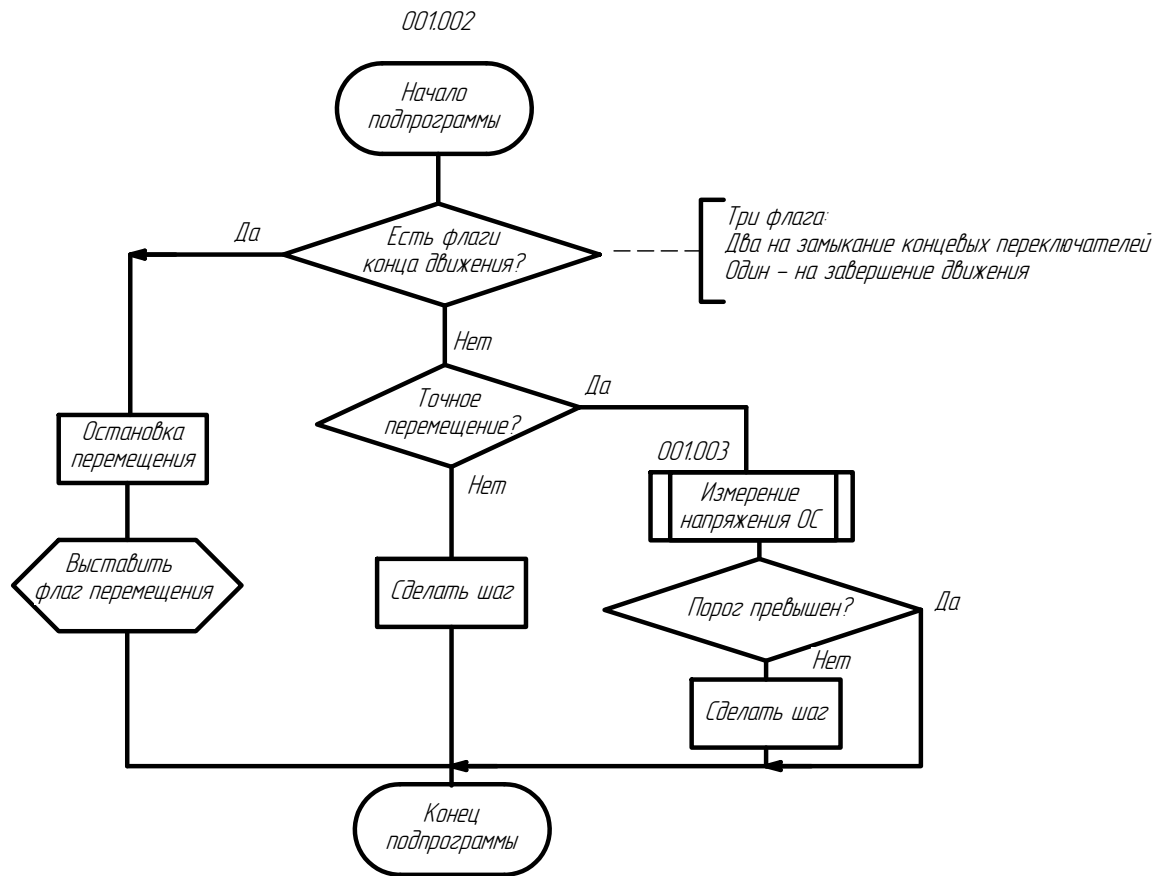 001.002
Начало
подпрограммы
Есть флаги
конца движения?
Да
Три флага:
Два на замыкание концевых переключателей
Один – на завершение движения
Нет
Точное
перемещение?
Да
Остановка
перемещения
001.003
Нет
Измерение
напряжения ОС
Выставить
флаг перемещения
Сделать шаг
Порог превышен?
Да
Нет
Сделать шаг
Конец
подпрограммы